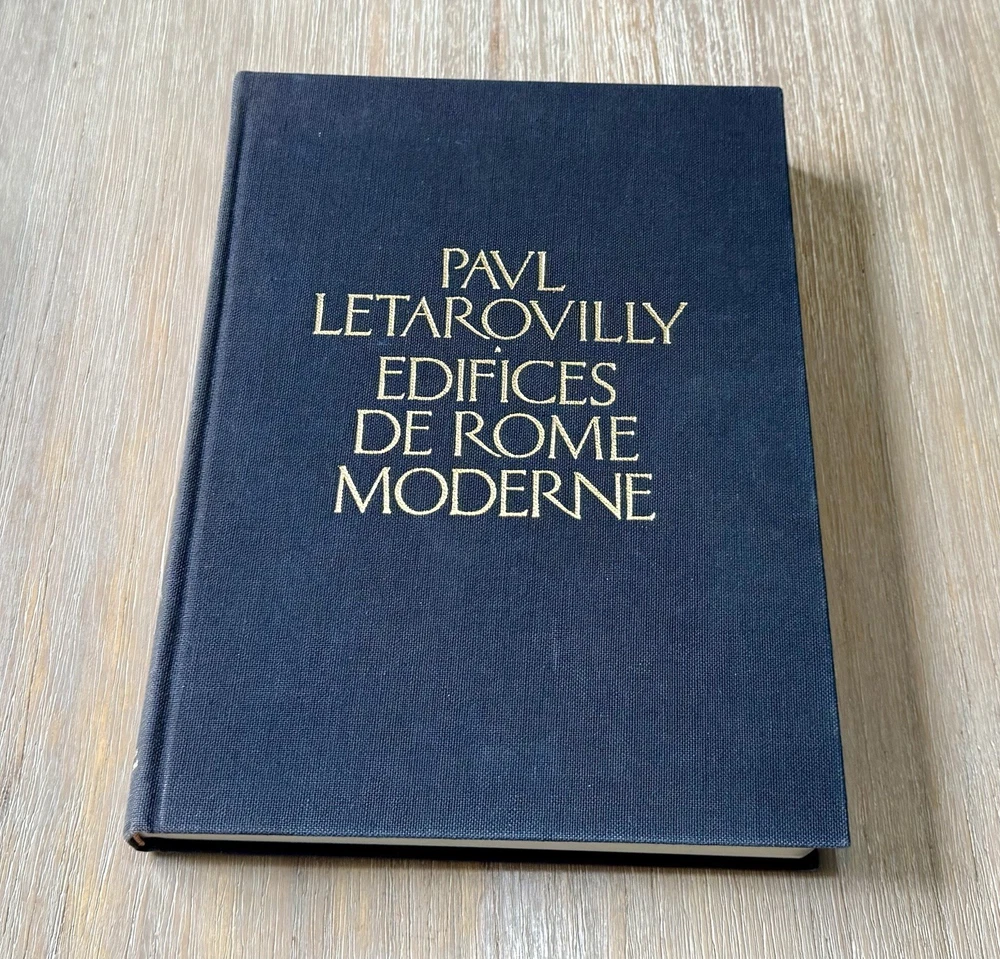 PAVL
LETAROVILLY
EDIFICES
DE ROME
MODERNE